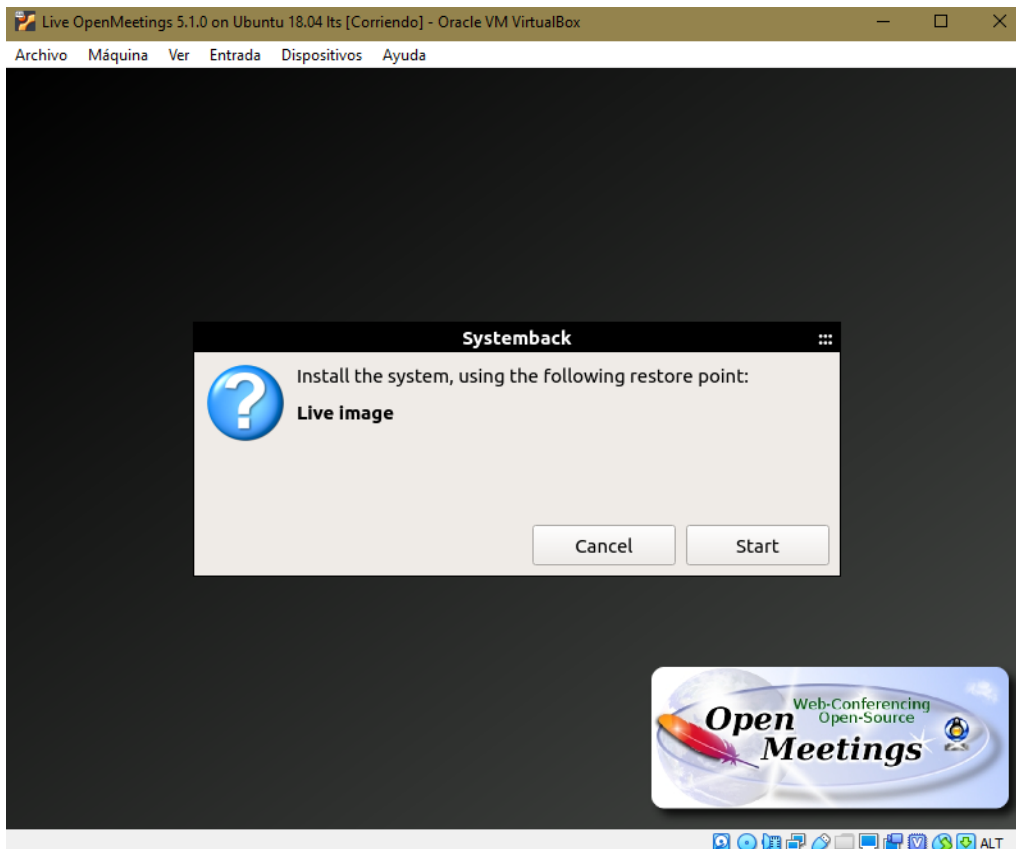 Live OpenMeetings 5.1.0 on Ubuntu 18.04 lts [Corriendo] - Oracle VM VirtualBox
Archivo Máquina Ver Entrada Dispositivos Ayuda
Systemback
Install the system, using the following restore point:
Live image
Cancel Start
Web-Conferencing
Open Open-Source
Meetings
ALT